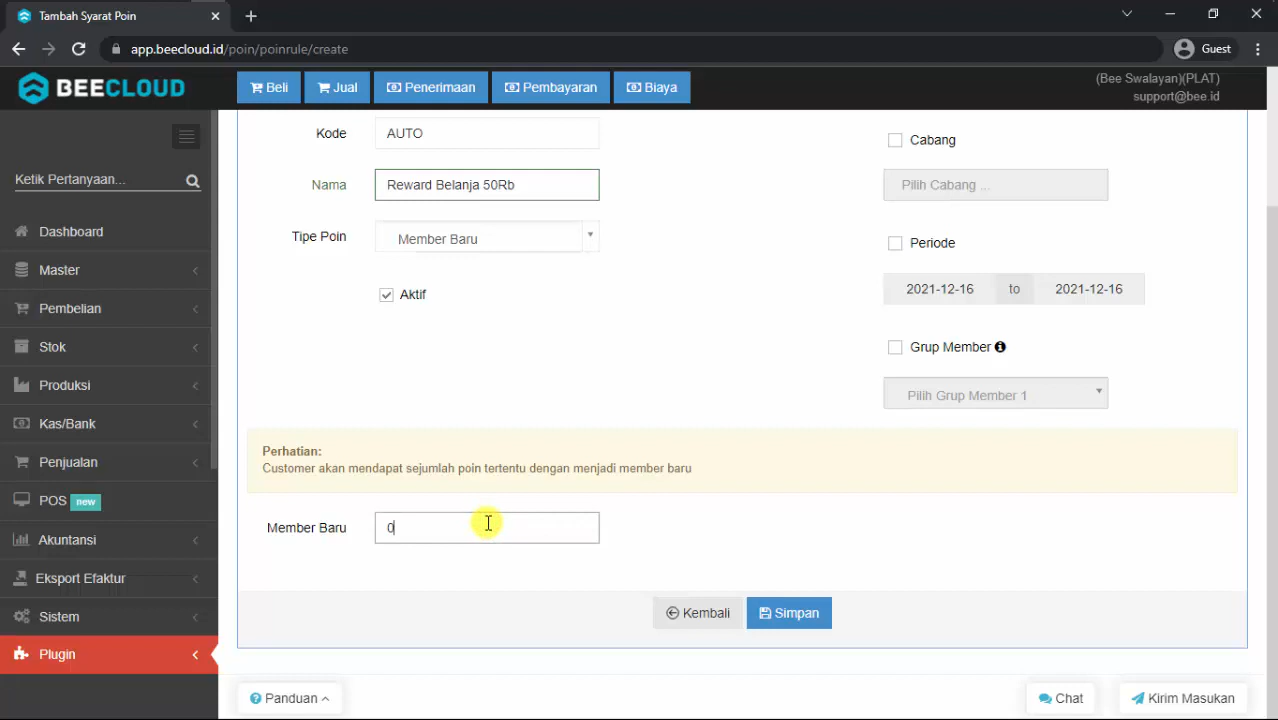 Tambah Syarat Poin
app.beecloud.id/poin/poinrule/create
Guest
BEECLOUD
Beli
Jual
Penerimaan
Pembayaran
Biaya
(Bee Swalayan)(PLAT)
support@bee.id
Ketik Pertanyaan...
Dashboard
Master
Pembelian
Stok
Produksi
Kas/Bank
Penjualan
POS new
Akuntansi
Eksport Efaktur
Sistem
Plugin
Kode
AUTO
Nama
Reward Belanja 50Rb
Tipe Poin
Member Baru
Aktif
Cabang
Pilih Cabang ...
Periode
2021-12-16 to 2021-12-16
Grup Member
Pilih Grup Member 1
Perhatian:
Customer akan mendapat sejumlah poin tertentu dengan menjadi member baru
Member Baru
0
Kembali
Simpan
Panduan
Chat
Kirim Masukan